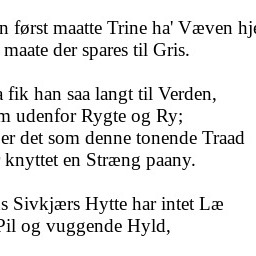 n først maatte Trine ha' Væven hje
maate der spares til Gris.
fik han saa langt til Verden,
m udenfor Rygte og Ry;
er det som denne tonende Traad
knyttet en Stræng paany.
s Sivkjærs Hytte har intet Læ
Pil og vuggende Hyld,